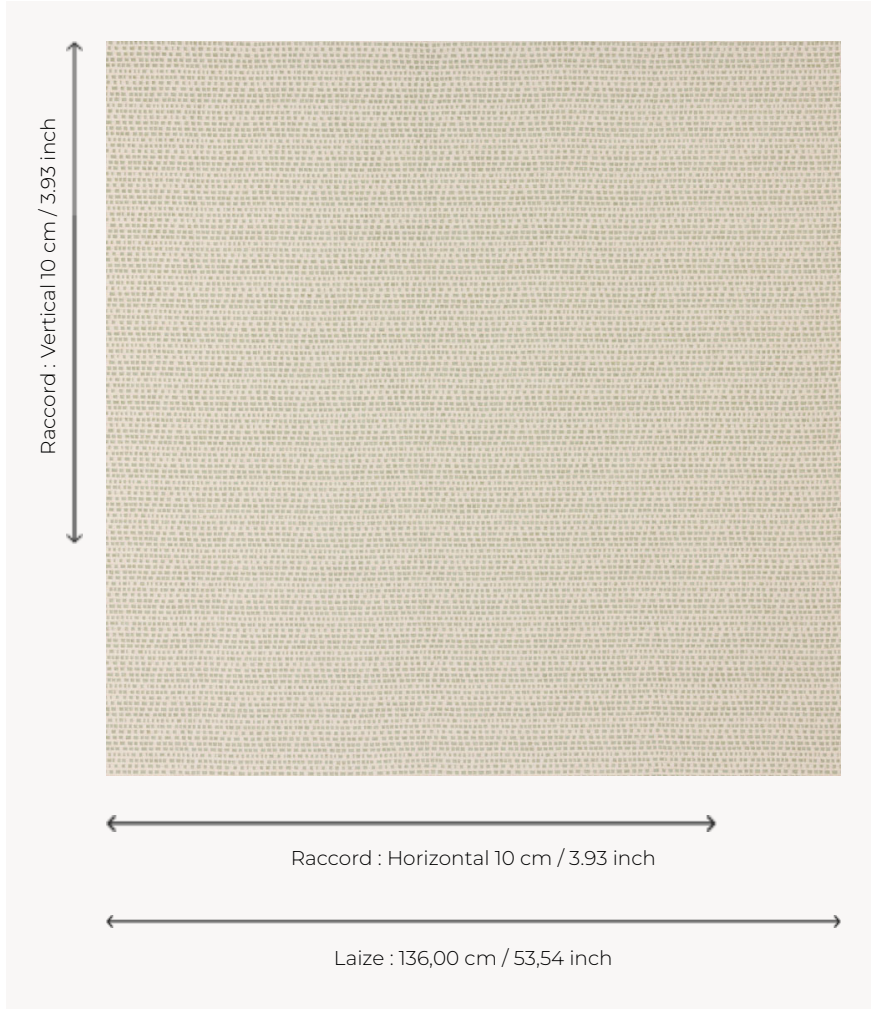 Raccord : Vertical 10 cm / 3.93 inch
Raccord : Horizontal 10 cm / 3.93 inch
Laize : 136,00 cm / 53,54 inch